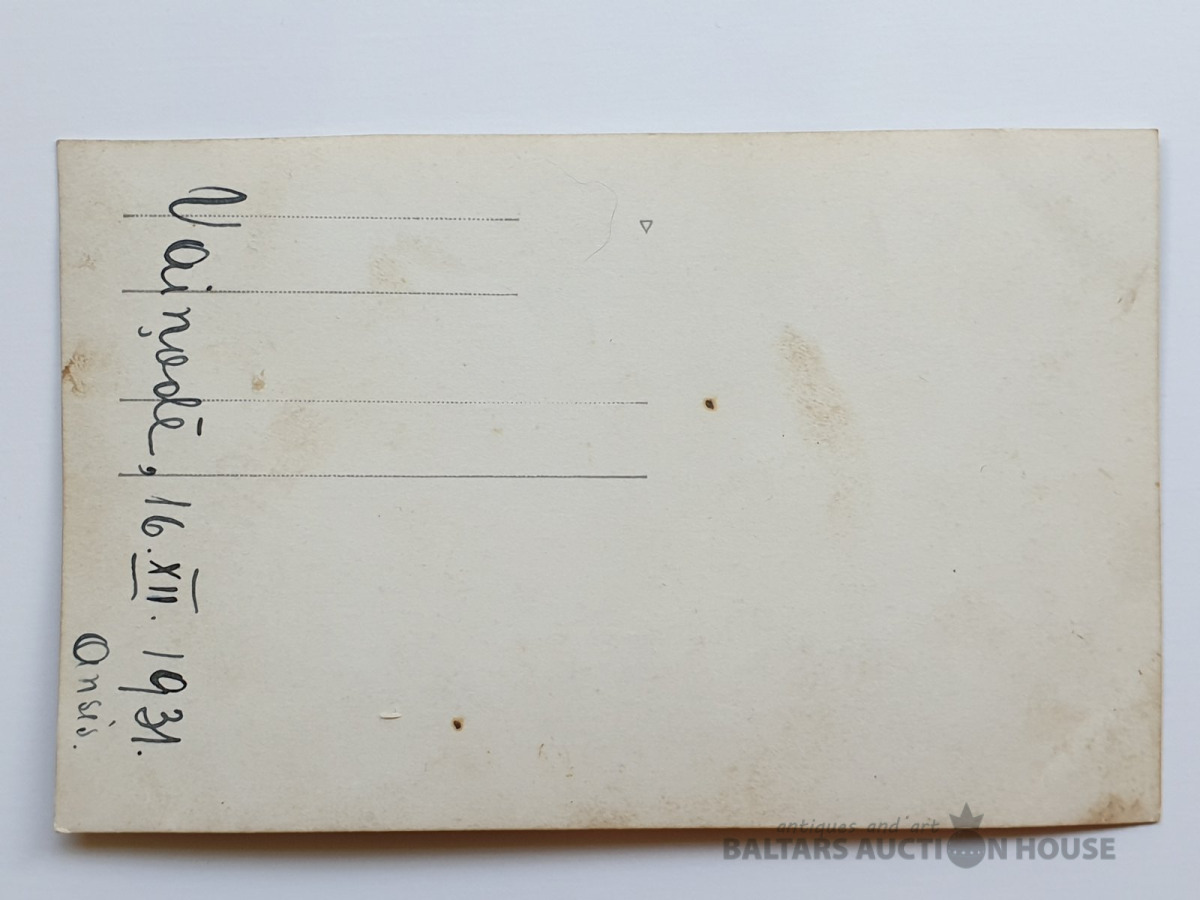 Vaiņodē, 16. XII. 1931.
Ansis.
antiques and art
BALTARS AUCTION HOUSE